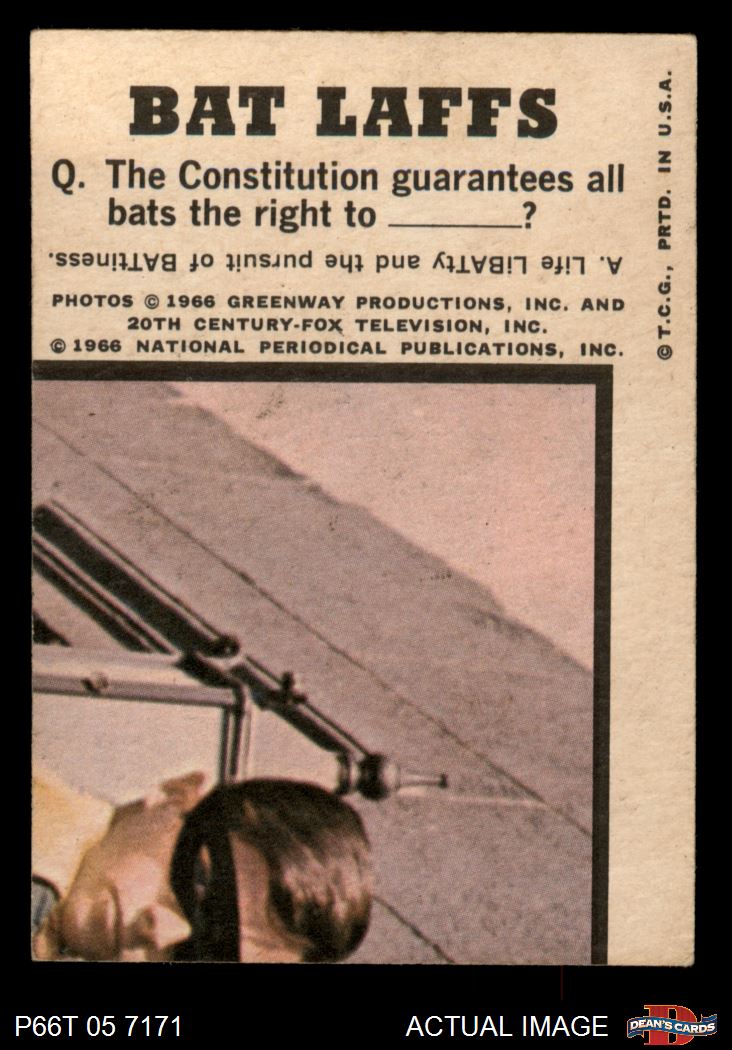 BAT LAFFS
Q. The Constitution guarantees all
bats the right to ________?
A. Life LiBATty and the pursuit of BATtiness.
PHOTOS © 1966 GREENWAY PRODUCTIONS, INC. AND
20TH CENTURY-FOX TELEVISION, INC.
© 1966 NATIONAL PERIODICAL PUBLICATIONS, INC.
© T.C.G., PRTD. IN U.S.A.
P66T 05 7171
ACTUAL IMAGE
DEAN'S CARDS